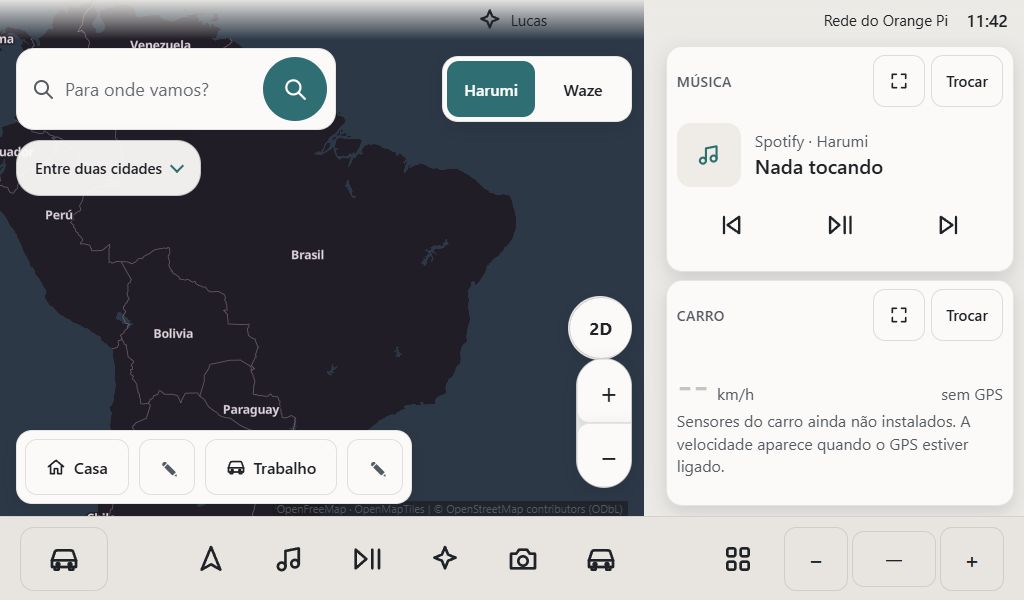 Lucas
Rede do Orange Pi 11:42
Venezuela
Para onde vamos?
Harumi
Waze
Entre duas cidades
Perú
Brasil
Bolivia
Paraguay
2D
+
−
Casa
Trabalho
OpenFreeMap · OpenMapTiles | © OpenStreetMap contributors (ODbL)
MÚSICA
Trocar
Spotify · Harumi
Nada tocando
CARRO
Trocar
-- km/h
sem GPS
Sensores do carro ainda não instalados. A
velocidade aparece quando o GPS estiver
ligado.
− — +